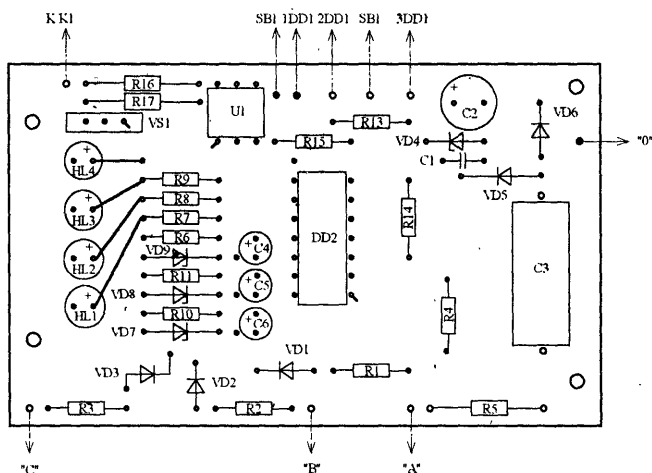 K K1 SB1 1DD1 2DD1 SB1 3DD1
R16
R17
U1
C2
VD6
VS1
R13
R15
VD4
"0"
C1
HL4
R9
VD5
R8
HL3
R7
R14
R6
C4
DD2
VD9
HL2
R11
C3
C5
VD8
HL1
R10
C6
R4
VD7
VD1
VD3
R1
VD2
R3
R2
R5
"C"
"B"
"A"